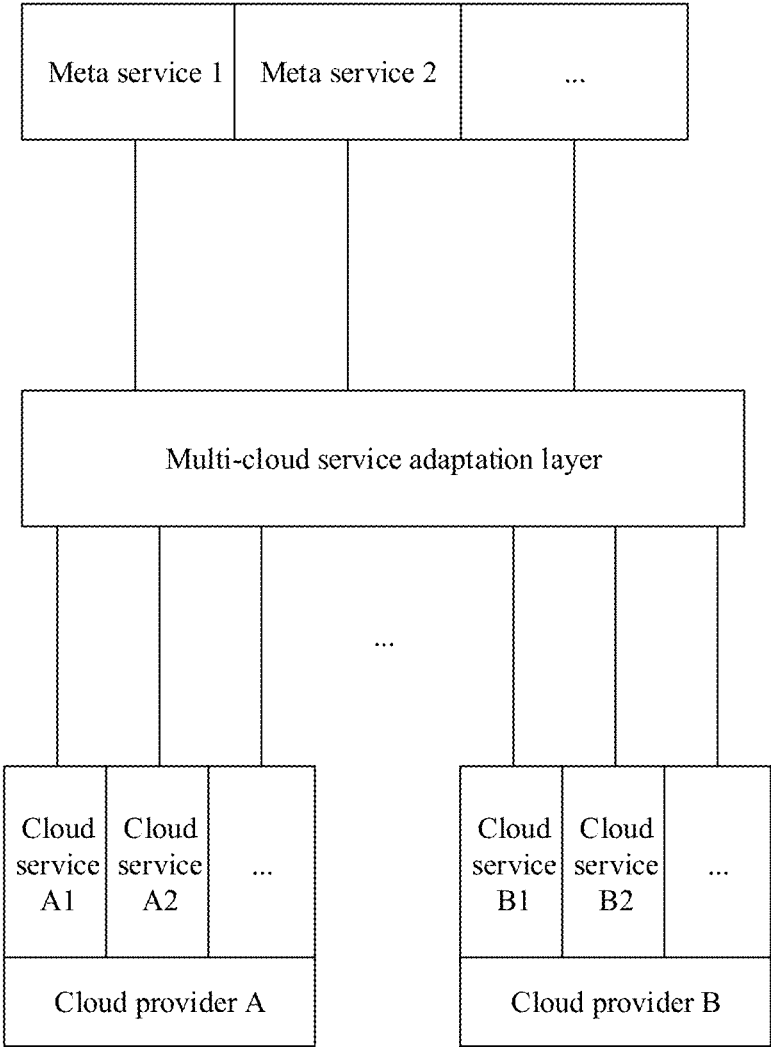 Meta service 1
Meta service 2
...
Multi-cloud service adaptation layer
...
Cloud
service
A1
Cloud
service
A2
...
Cloud provider A
Cloud
service
B1
Cloud
service
B2
...
Cloud provider B